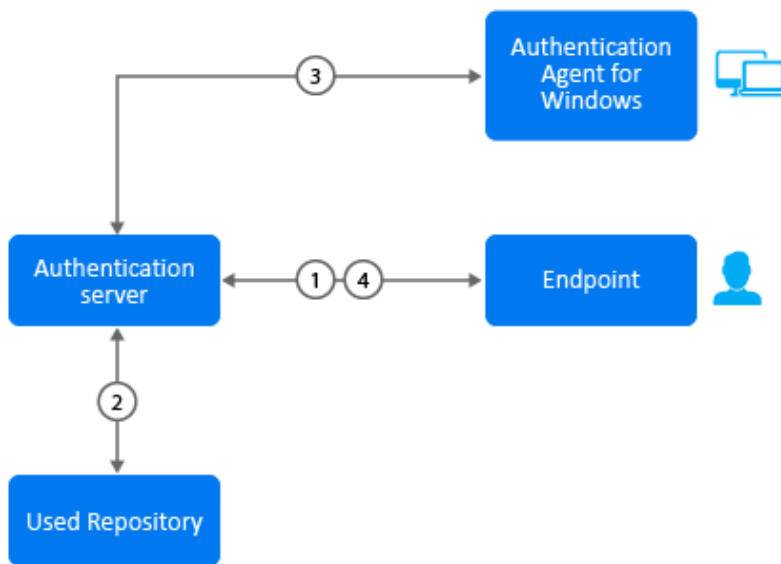 Authentication
Agent for
Windows
3
Authentication
server
1
4
Endpoint
2
Used Repository